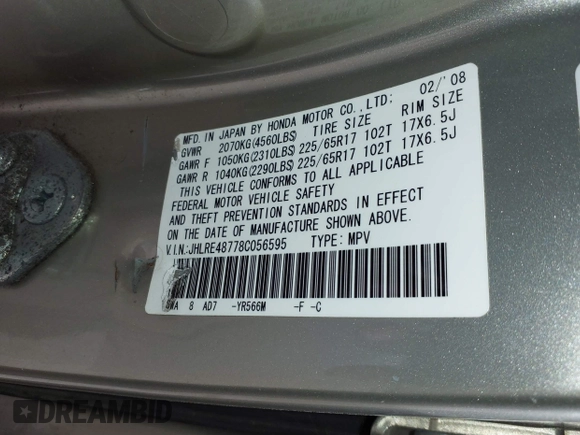 MFD. IN JAPAN BY HONDA MOTOR CO., LTD: 02/'08
GVWR 2070KG(4560LBS) TIRE SIZE RIM SIZE
GAWR F 1050KG(2310LBS) 225/65R17 102T 17X6.5J
GAWR R 1040KG(2290LBS) 225/65R17 102T 17X6.5J
THIS VEHICLE CONFORMS TO ALL APPLICABLE
FEDERAL MOTOR VEHICLE SAFETY
AND THEFT PREVENTION STANDARDS IN EFFECT
ON THE DATE OF MANUFACTURE SHOWN ABOVE.
V.I.N.:JHLRE48778C056595 TYPE: MPV
8 AD7 -YR566M -F -C
DREAMBID